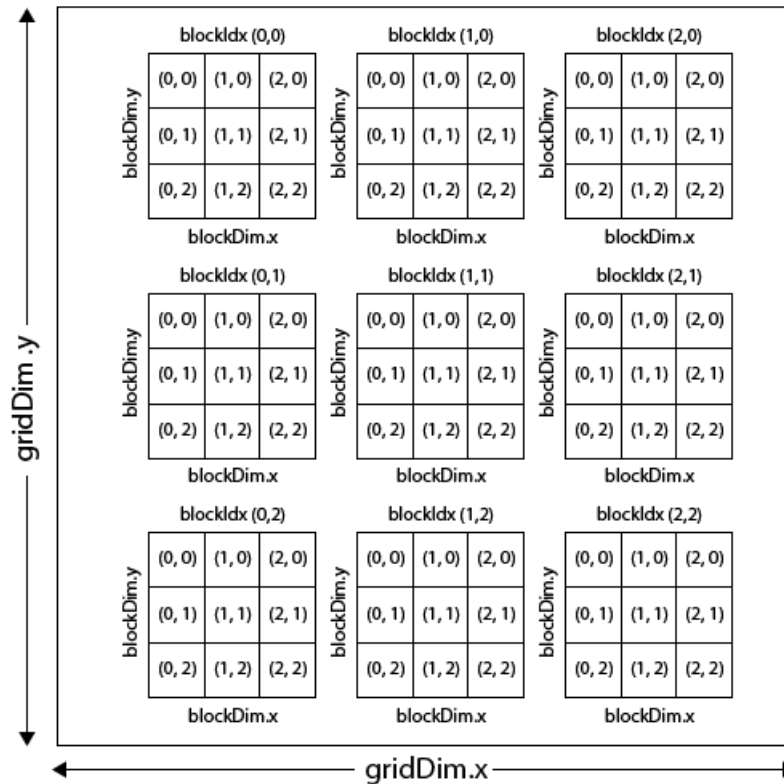 blockIdx (0,0) blockIdx (1,0) blockIdx (2,0)
blockDim.y blockDim.y blockDim.y
(0, 0) (1, 0) (2, 0) (0, 0) (1, 0) (2, 0) (0, 0) (1, 0) (2, 0)
(0, 1) (1, 1) (2, 1) (0, 1) (1, 1) (2, 1) (0, 1) (1, 1) (2, 1)
(0, 2) (1, 2) (2, 2) (0, 2) (1, 2) (2, 2) (0, 2) (1, 2) (2, 2)
blockDim.x blockDim.x blockDim.x
blockIdx (0,1) blockIdx (1,1) blockIdx (2,1)
blockDim.y blockDim.y blockDim.y
(0, 0) (1, 0) (2, 0) (0, 0) (1, 0) (2, 0) (0, 0) (1, 0) (2, 0)
(0, 1) (1, 1) (2, 1) (0, 1) (1, 1) (2, 1) (0, 1) (1, 1) (2, 1)
(0, 2) (1, 2) (2, 2) (0, 2) (1, 2) (2, 2) (0, 2) (1, 2) (2, 2)
blockDim.x blockDim.x blockDim.x
gridDim .y
blockIdx (0,2) blockIdx (1,2) blockIdx (2,2)
blockDim.y blockDim.y blockDim.y
(0, 0) (1, 0) (2, 0) (0, 0) (1, 0) (2, 0) (0, 0) (1, 0) (2, 0)
(0, 1) (1, 1) (2, 1) (0, 1) (1, 1) (2, 1) (0, 1) (1, 1) (2, 1)
(0, 2) (1, 2) (2, 2) (0, 2) (1, 2) (2, 2) (0, 2) (1, 2) (2, 2)
blockDim.x blockDim.x blockDim.x
gridDim.x